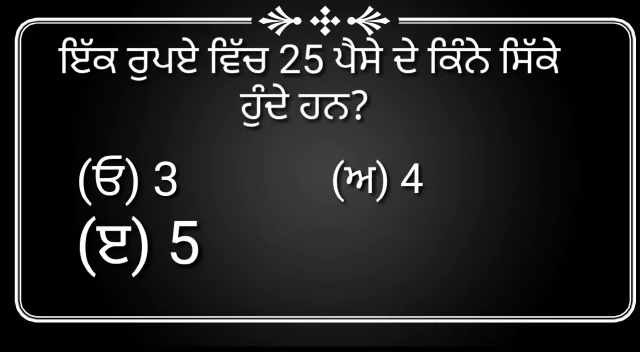 ਇੱਕ ਰੁਪਏ ਵਿੱਚ 25 ਪੈਸੇ ਦੇ ਕਿੰਨੇ ਸਿੱਕੇ
ਹੁੰਦੇ ਹਨ?
(ੳ) 3 (ਅ) 4
(ੲ) 5